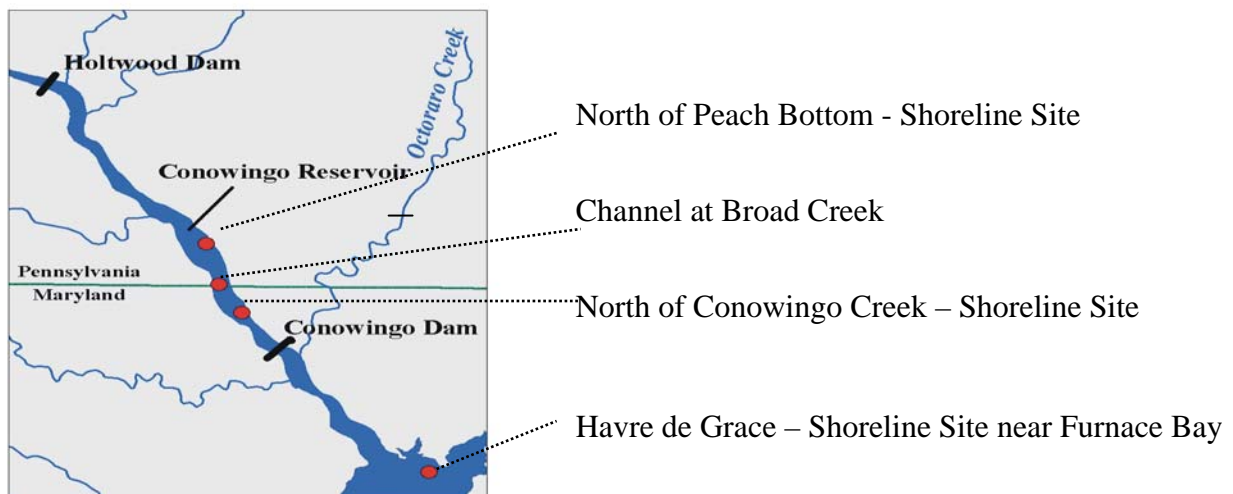 Holtwood Dam
Octoraro Creek
North of Peach Bottom - Shoreline Site
Conowingo Reservoir
Channel at Broad Creek
Pennsylvania
Maryland
North of Conowingo Creek – Shoreline Site
Conowingo Dam
Havre de Grace – Shoreline Site near Furnace Bay